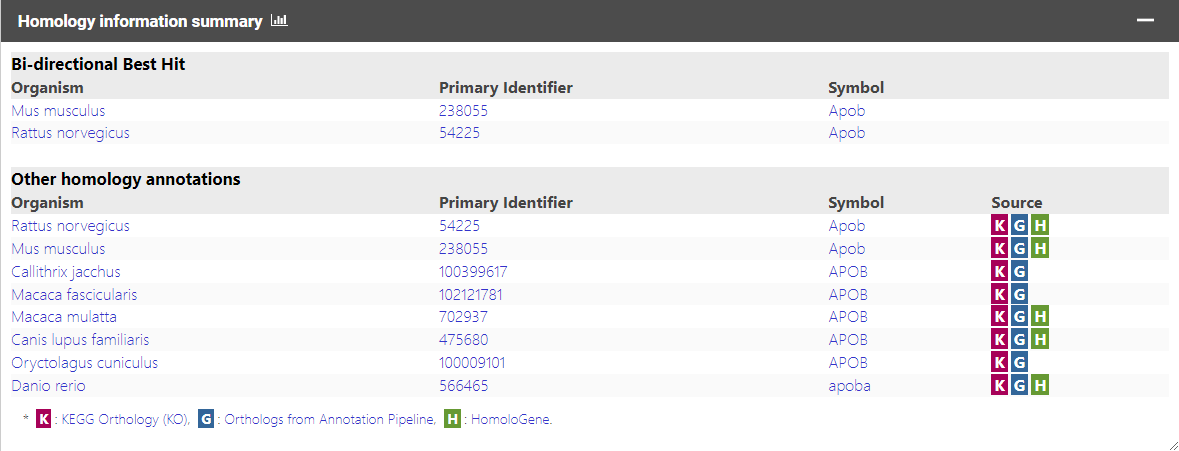 Homology information summary
Bi-directional Best Hit
Organism Primary Identifier Symbol
Mus musculus 238055 Apob
Rattus norvegicus 54225 Apob
Other homology annotations
Organism Primary Identifier Symbol Source
Rattus norvegicus 54225 Apob K G H
Mus musculus 238055 Apob K G H
Callithrix jacchus 100399617 APOB K G
Macaca fascicularis 102121781 APOB K G
Macaca mulatta 702937 APOB K G H
Canis lupus familiaris 475680 APOB K G H
Oryctolagus cuniculus 100009101 APOB K G
Danio rerio 566465 apoba K G H
* K : KEGG Orthology (KO), G : Orthologs from Annotation Pipeline, H : HomoloGene.